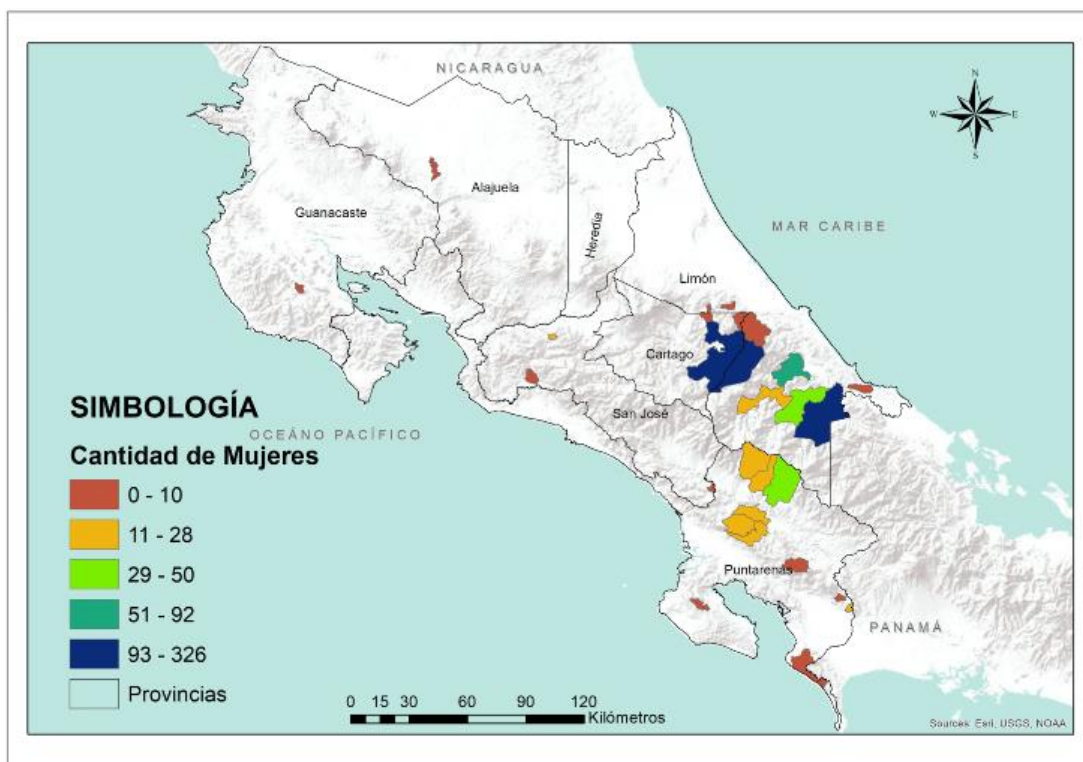 NICARAGUA
N
W
E
S
Alajuela
Guanacaste
Heredia
MAR CARIBE
Limón
Cartago
San José
OCEÁNO PACÍFICO
Puntarenas
PANAMÁ
SIMBOLOGÍA
Cantidad de Mujeres
0 - 10
11 - 28
29 - 50
51 - 92
93 - 326
Provincias
0 15 30 60 90 120
Kilómetros
Sources: Esri, USGS, NOAA